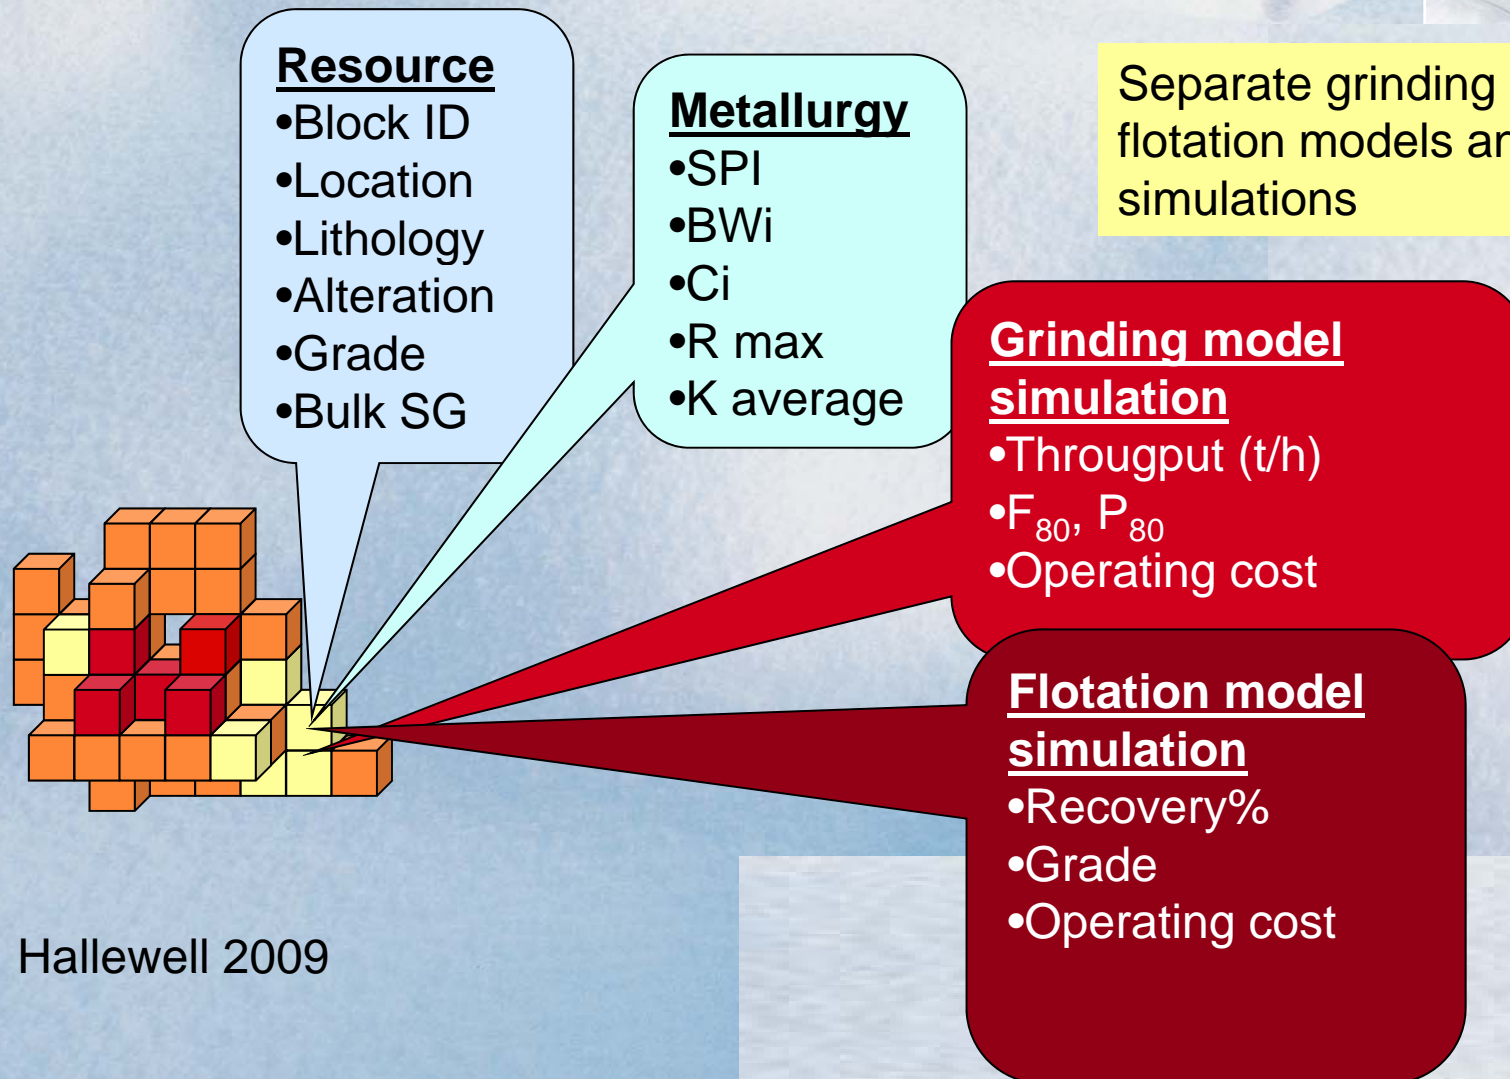 Resource
•Block ID
•Location
•Lithology
•Alteration
•Grade
•Bulk SG
Metallurgy
•SPI
•BWi
•Ci
•R max
•K average
Separate grinding
flotation models
simulations
Grinding model
simulation
•Througput (t/h)
•F80, P80
•Operating cost
Flotation model
simulation
•Recovery%
•Grade
•Operating cost
Hallewell 2009